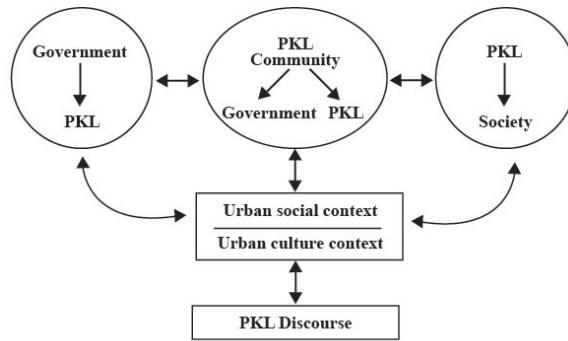 Government
PKL
PKL
Community
Government PKL
PKL
Society
Urban social context
Urban culture context
PKL Discourse